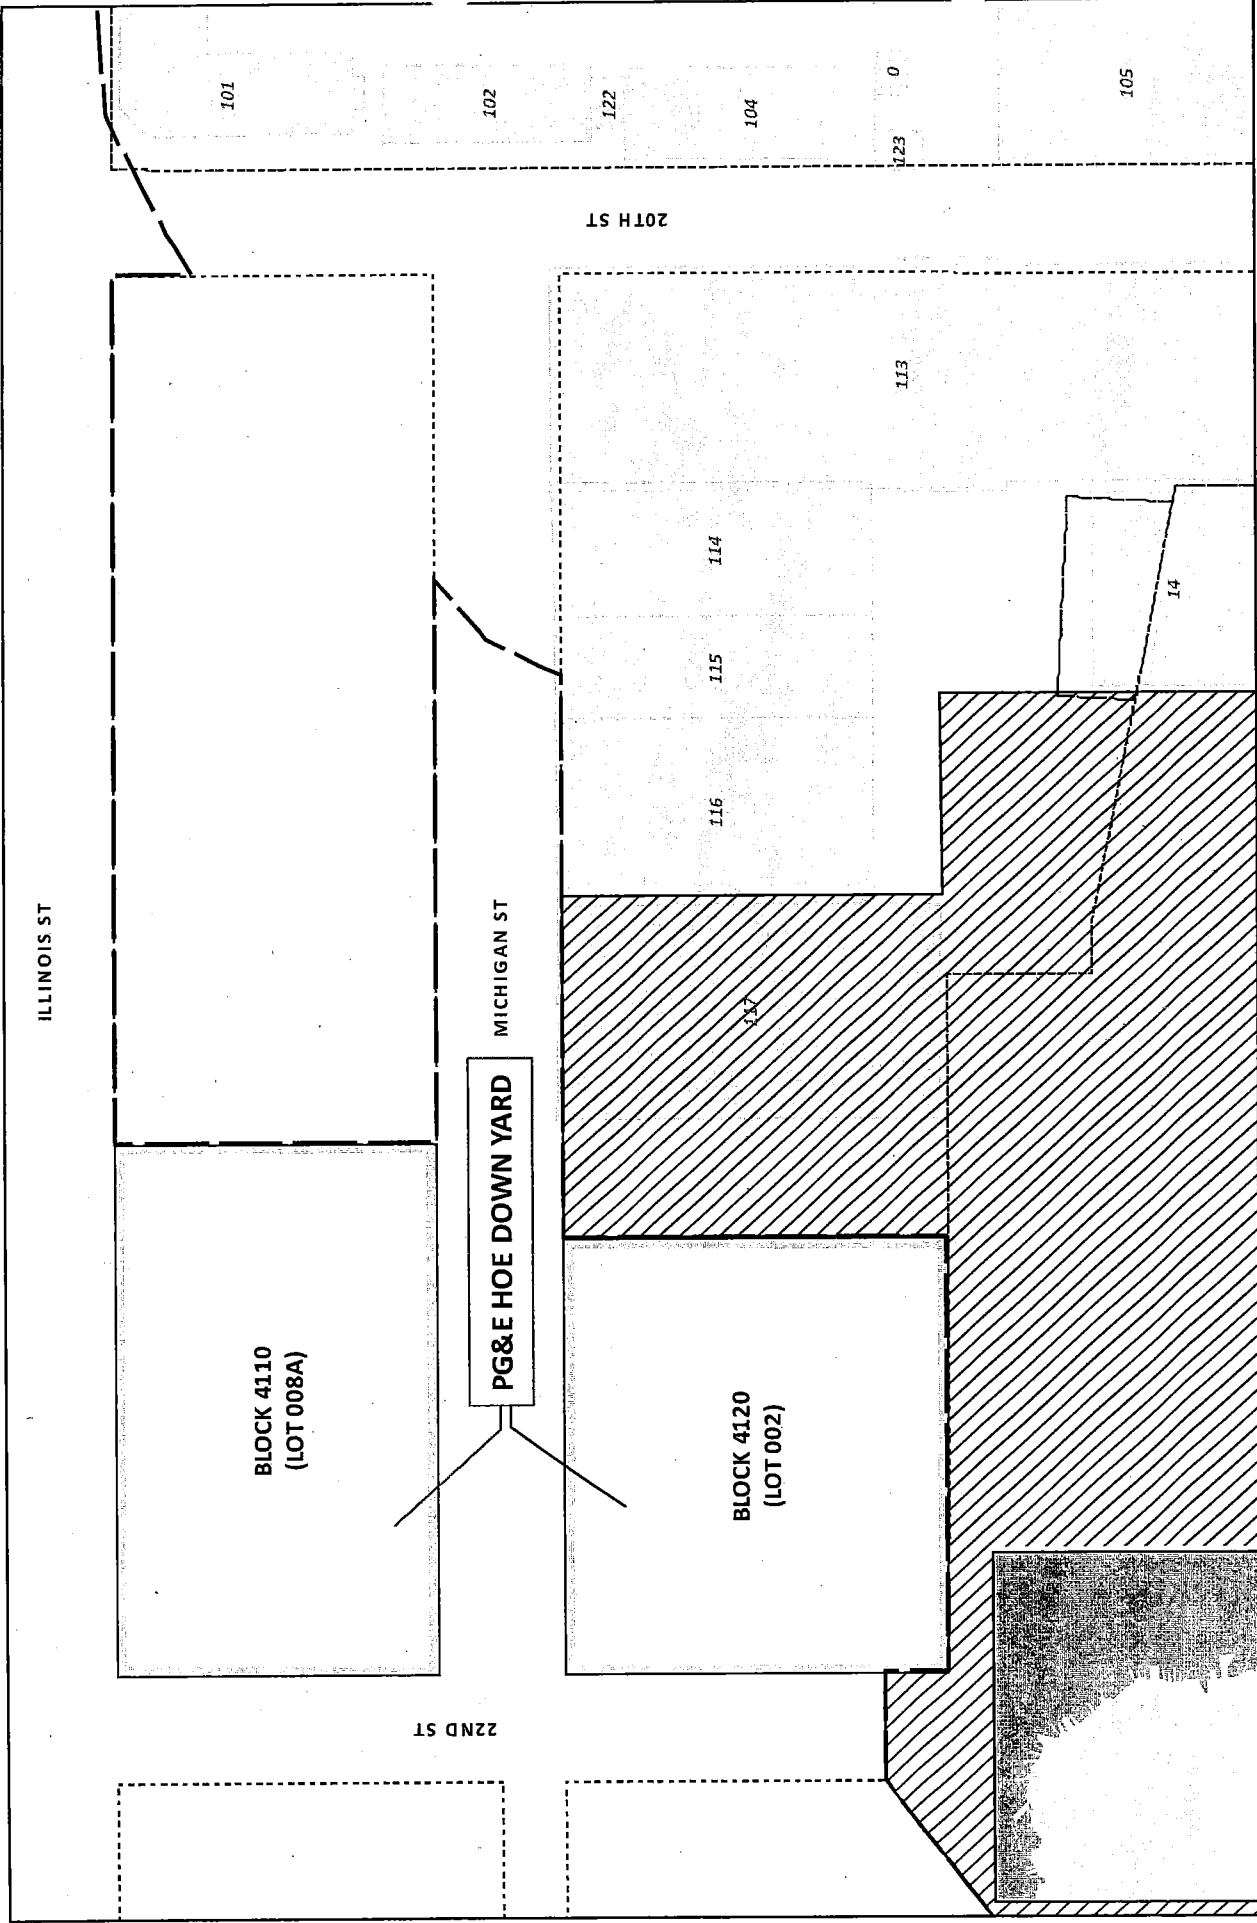 ILLINOIS ST
101
102
122
104
0
123
105
20TH ST
113
114
115
116
14
MICHIGAN ST
117
PG&E HOE DOWN YARD
BLOCK 4110
(LOT 008A)
BLOCK 4120
(LOT 002)
22ND ST